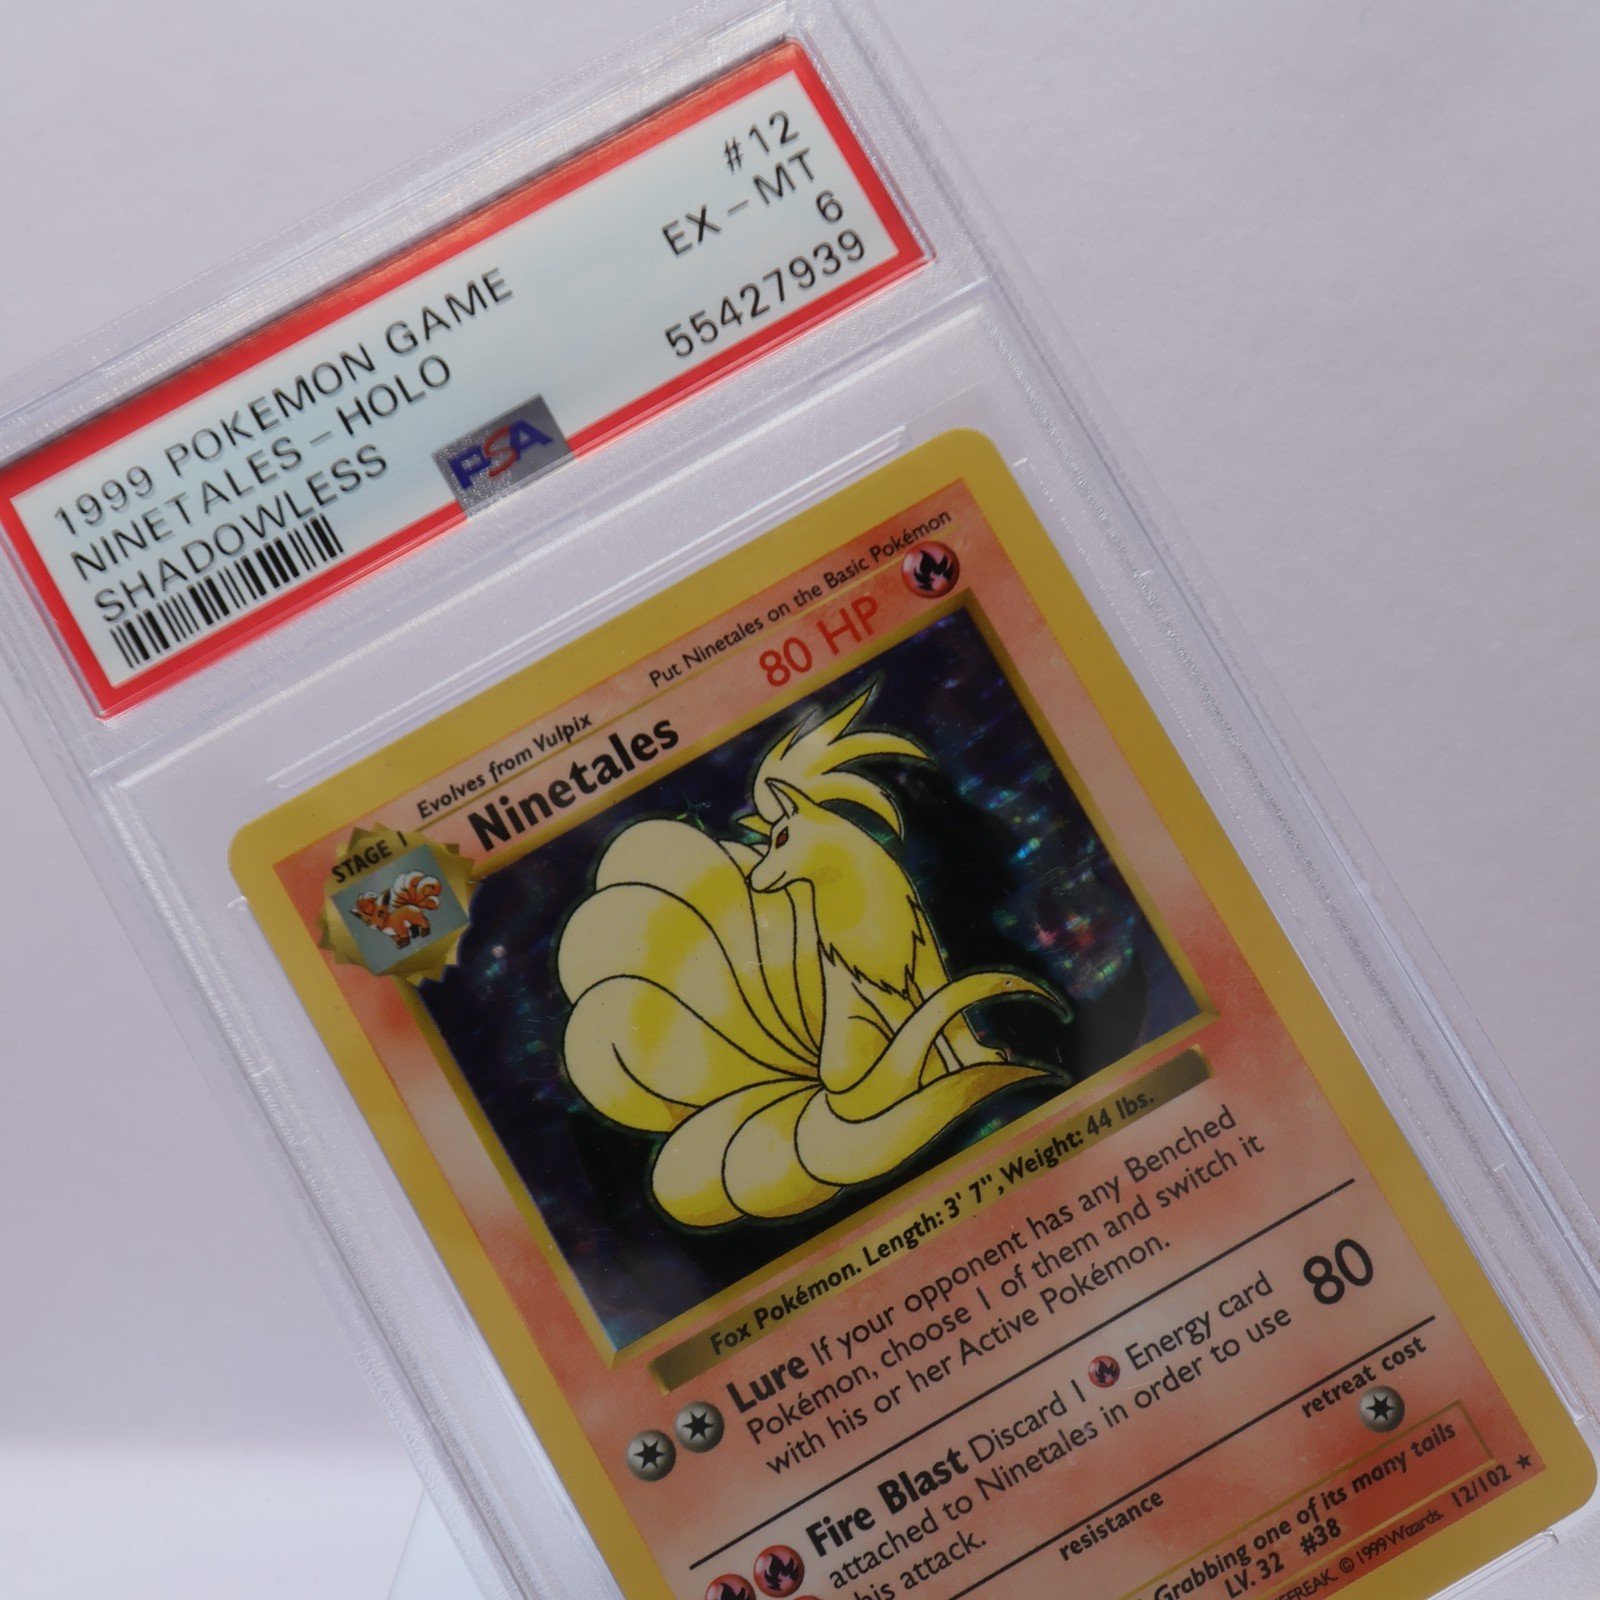 1999 POKEMON GAME
#12
NINETALES-HOLO
EX-MT
SHADOWLESS
6
55427939
PSA
Put Ninetales on the Basic Pokémon
Evolves from Vulpix
STAGE 1
Ninetales
80 HP
Fox Pokémon. Length: 3' 7", Weight: 44 lbs.
Lure If your opponent has any Benched
Pokémon, choose 1 of them and switch it
with his or her Active Pokémon.
Fire Blast Discard 1 Energy card
attached to Ninetales in order to use
this attack.
80
resistance
retreat cost
Grabbing one of its many tails
LV. 32 #38
©1999 Wizards.
12/102 ★